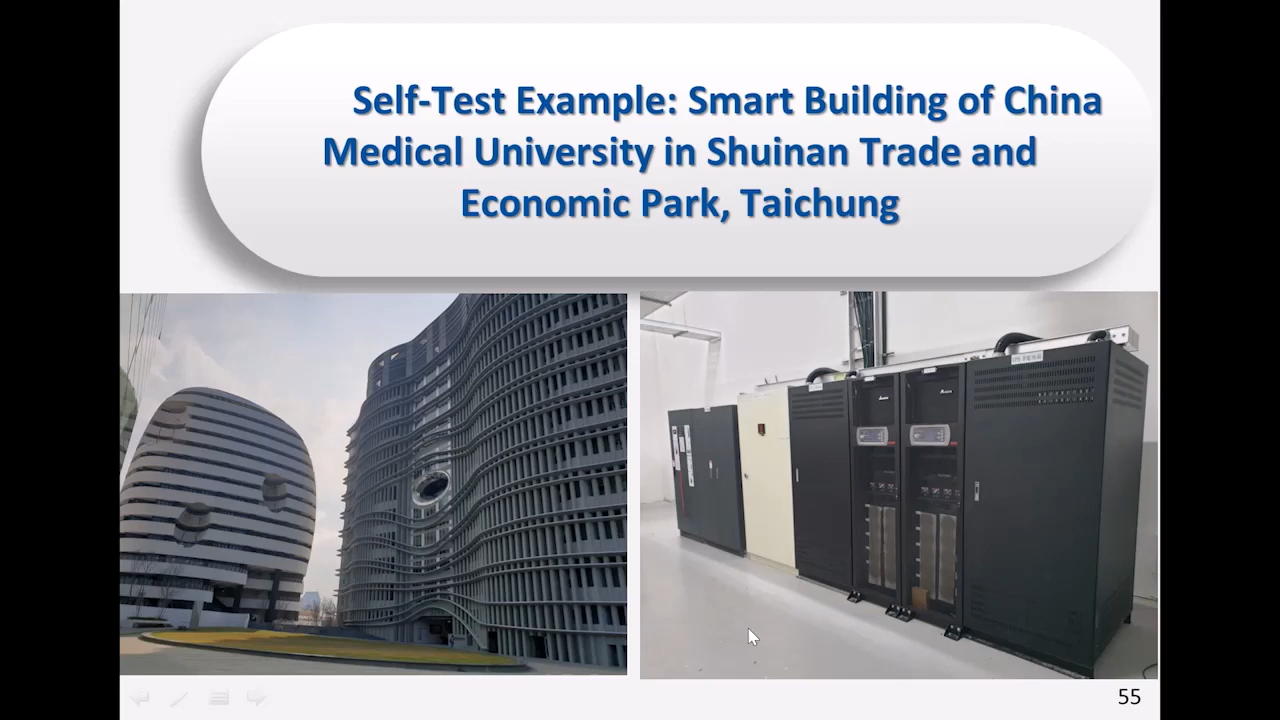 Self-Test Example: Smart Building of China
Medical University in Shuinan Trade and
Economic Park, Taichung
55